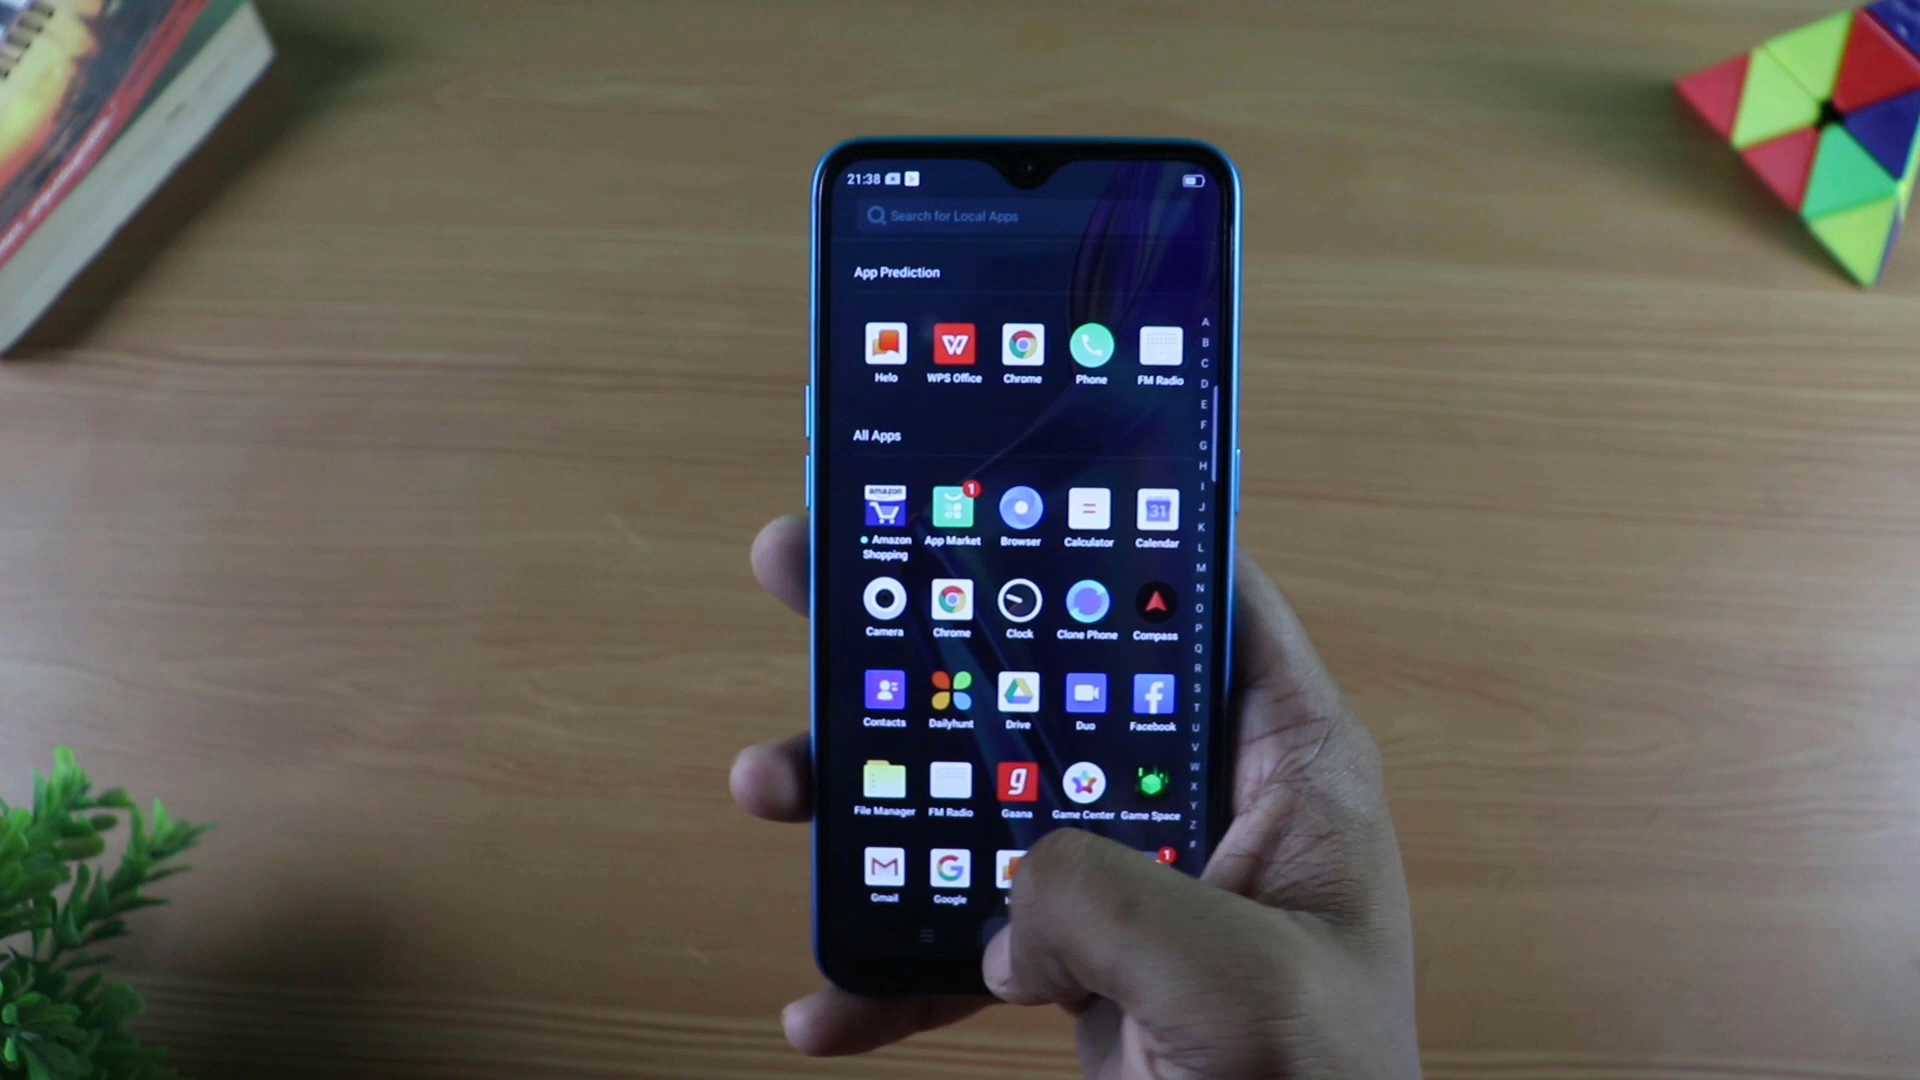 21:38
Search for Local Apps
App Prediction
Helo WPS Office Chrome Phone FM Radio
All Apps
amazon
1
31
Amazon Shopping App Market Browser Calculator Calendar
Camera Chrome Clock Clone Phone Compass
Contacts Dailyhunt Drive Duo Facebook
File Manager FM Radio Gaana Game Center Game Space
1
Gmail Google
A
B
C
D
E
F
G
H
I
J
K
L
M
N
O
P
Q
R
S
T
U
V
W
X
Y
Z
#